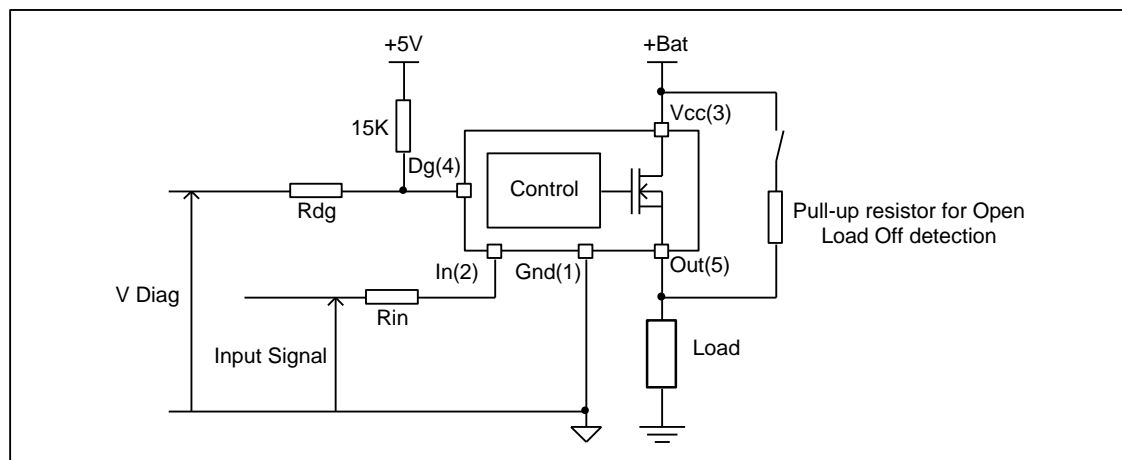 +5V
+Bat
15K
Vcc(3)
Dg(4)
Control
Rdg
Pull-up resistor for Open
Load Off detection
In(2)
Gnd(1)
Out(5)
V Diag
Rin
Input Signal
Load